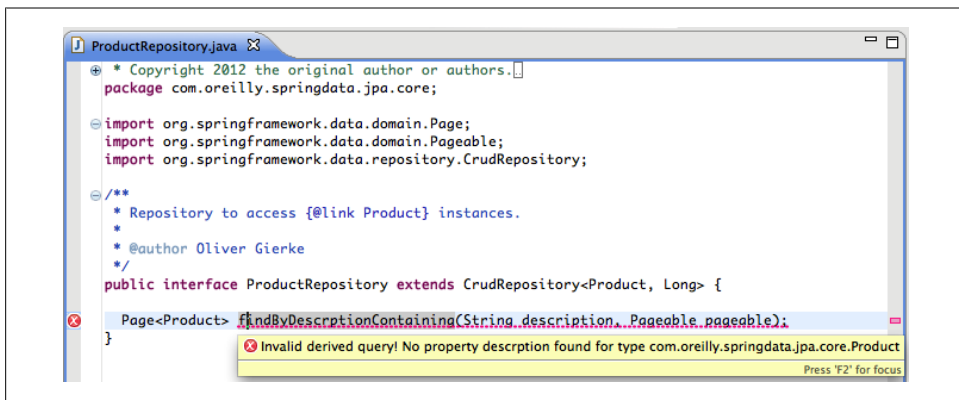 ProductRepository.java
* Copyright 2012 the original author or authors.
package com.oreilly.springdata.jpa.core;
import org.springframework.data.domain.Page;
import org.springframework.data.domain.Pageable;
import org.springframework.data.repository.CrudRepository;
/**
* Repository to access {@link Product} instances.
*
* @author Oliver Gierke
*/
public interface ProductRepository extends CrudRepository<Product, Long> {
Page<Product> findByDescrptionContaining(String description, Pageable pageable);
}
Invalid derived query! No property descrption found for type com.oreilly.springdata.jpa.core.Product
Press 'F2' for focus